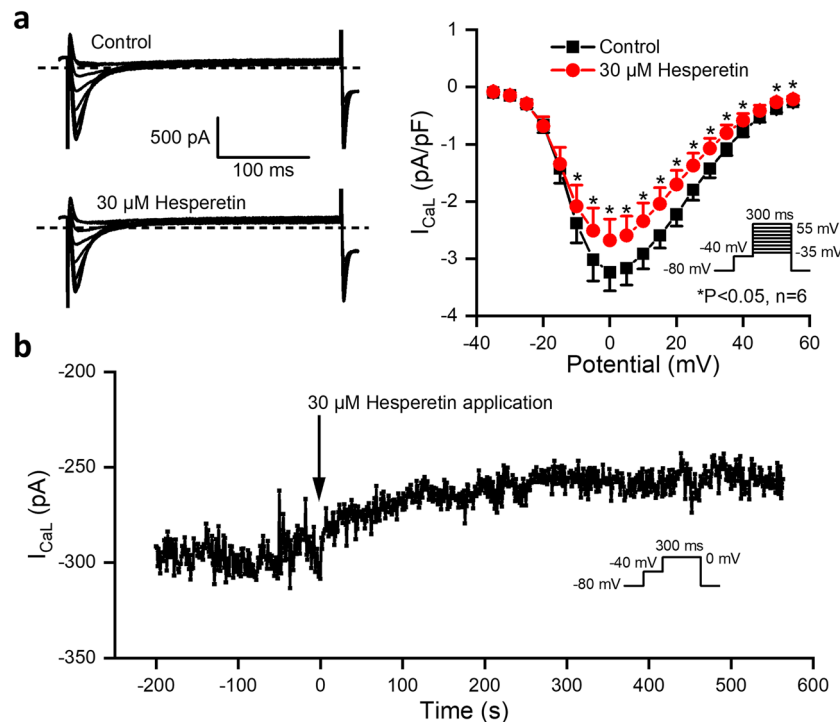 a
Control
500 pA
100 ms
30 µM Hesperetin
Control
30 µM Hesperetin
I CaL (pA/pF)
0
-1
-2
-3
-4
* * * * * * * * * * * * *
300 ms
55 mV
-40 mV
-35 mV
-80 mV
*P<0.05, n=6
-40 -20 0 20 40 60
Potential (mV)
b
-200
-250
-300
-350
I CaL (pA)
30 µM Hesperetin application
300 ms
-40 mV
0 mV
-80 mV
-200 -100 0 100 200 300 400 500 600
Time (s)